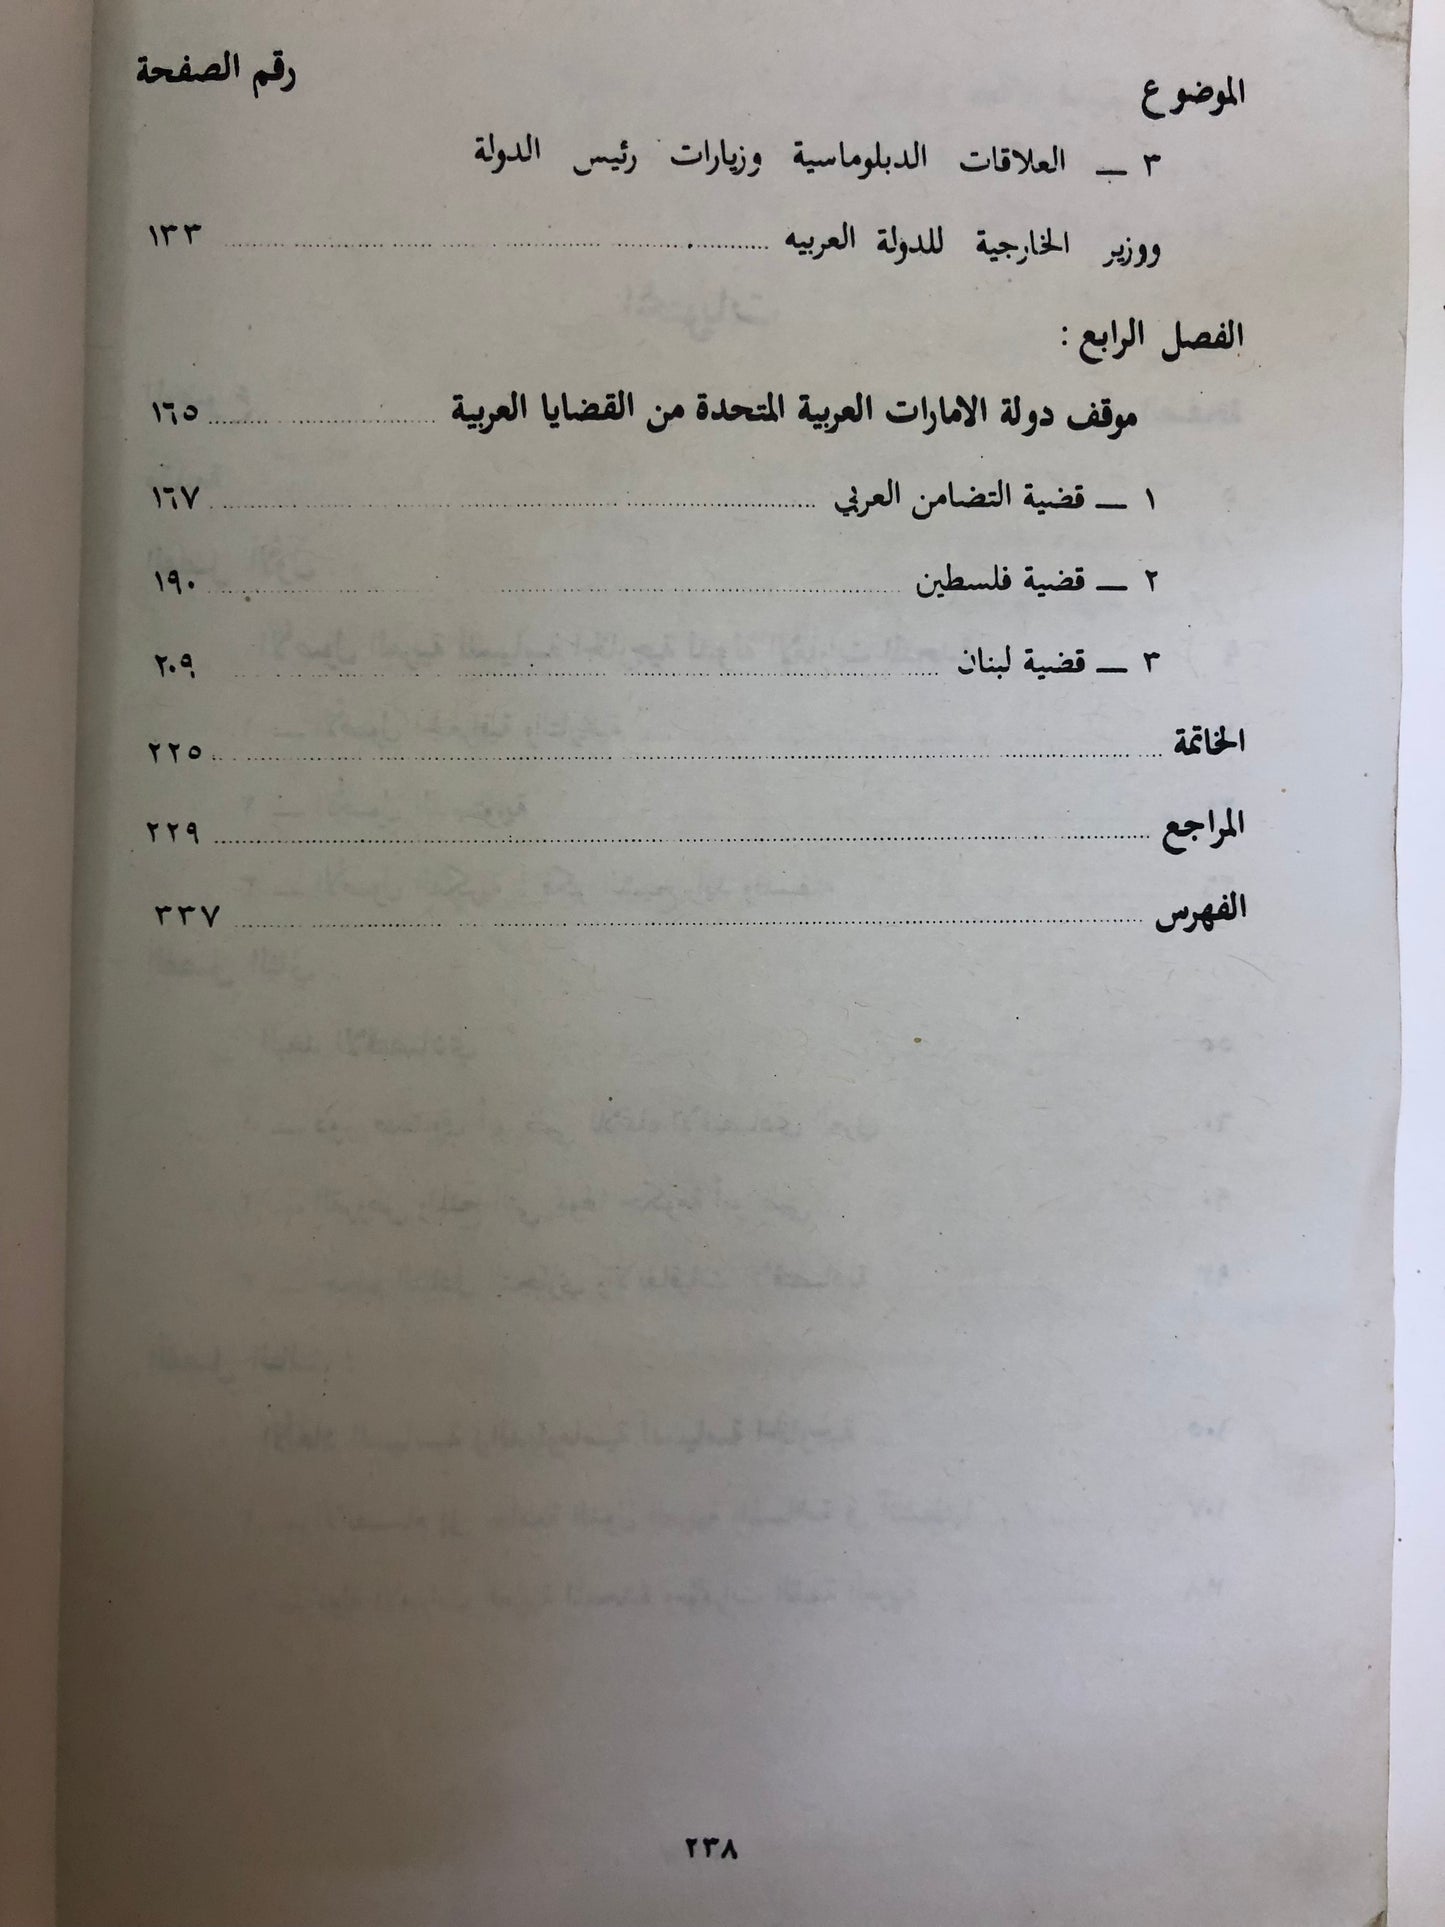 الموضوع رقم الصفحة
٣ ــ العلاقات الدبلوماسية وزيارات رئيس الدولة
ووزير الخارجية للدولة العربيه ........ ١٣٣
الفصل الرابع :
موقف دولة الامارات العربية المتحدة من القضايا العربية ........ ١٦٥
١ ــ قضية التضامن العربي ........ ١٦٧
٢ ــ قضية فلسطين ........ ١٩٠
٣ ــ قضية لبنان ........ ٢٠٩
الخاتمة ........ ٢٢٥
المراجع ........ ٢٢٩
الفهرس ........ ٣٣٧
٢٣٨